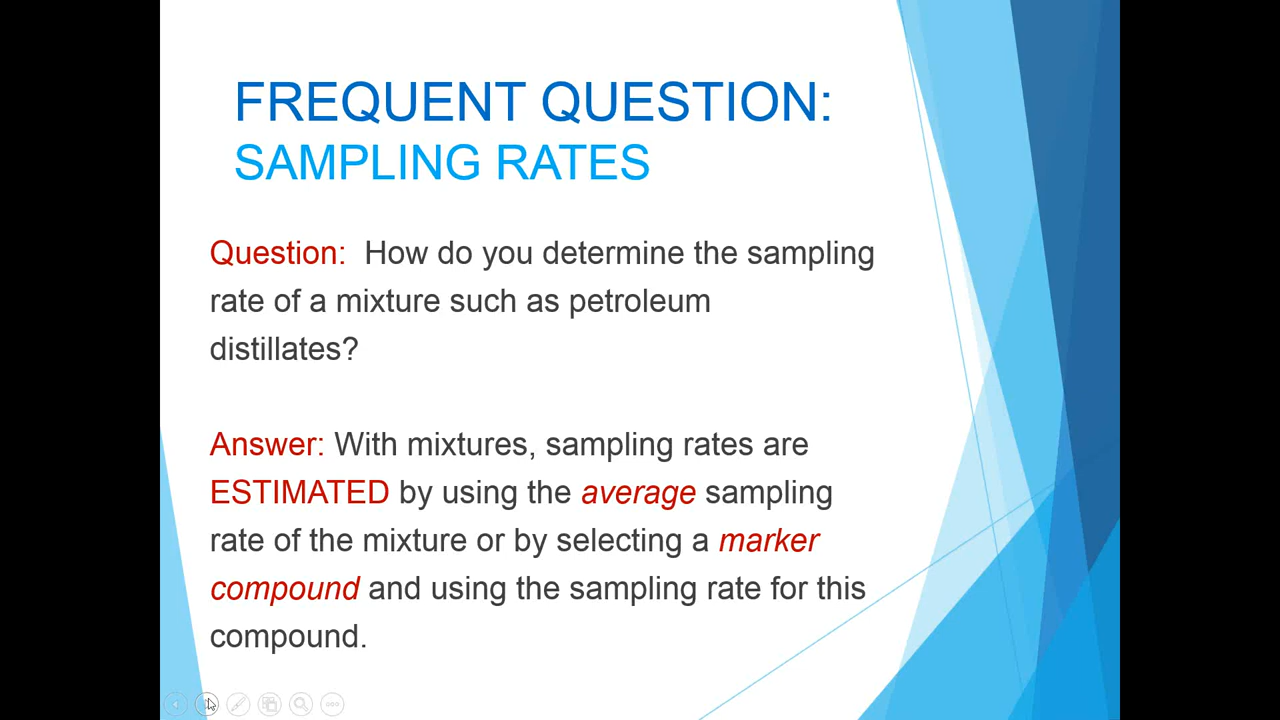 FREQUENT QUESTION:
SAMPLING RATES
Question:  How do you determine the sampling
rate of a mixture such as petroleum
distillates?
Answer: With mixtures, sampling rates are
ESTIMATED by using the average sampling
rate of the mixture or by selecting a marker
compound and using the sampling rate for this
compound.